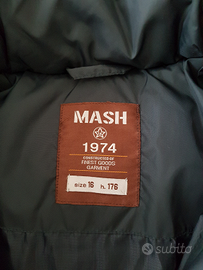 MASH
1974
CONSTRUCTED OF
FINEST GOODS
GARMENT
size 16 h. 176
subito